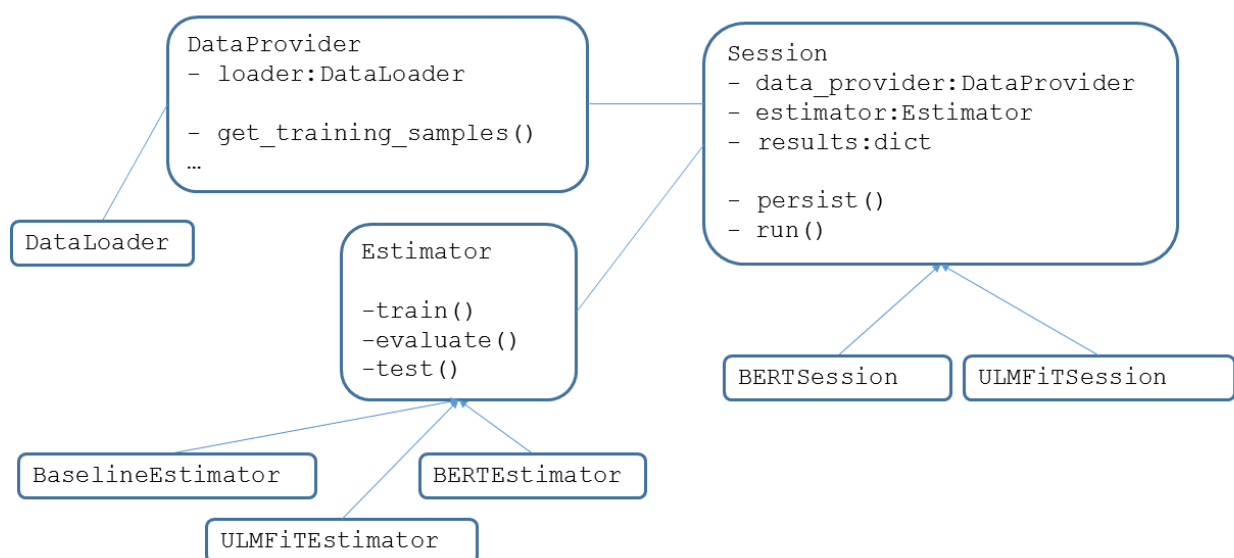 DataProvider
- loader:DataLoader
- get_training_samples()
…
Session
- data_provider:DataProvider
- estimator:Estimator
- results:dict
- persist()
- run()
DataLoader
Estimator
-train()
-evaluate()
-test()
BERTSession
ULMFiTSession
BaselineEstimator
BERTEstimator
ULMFiTEstimator